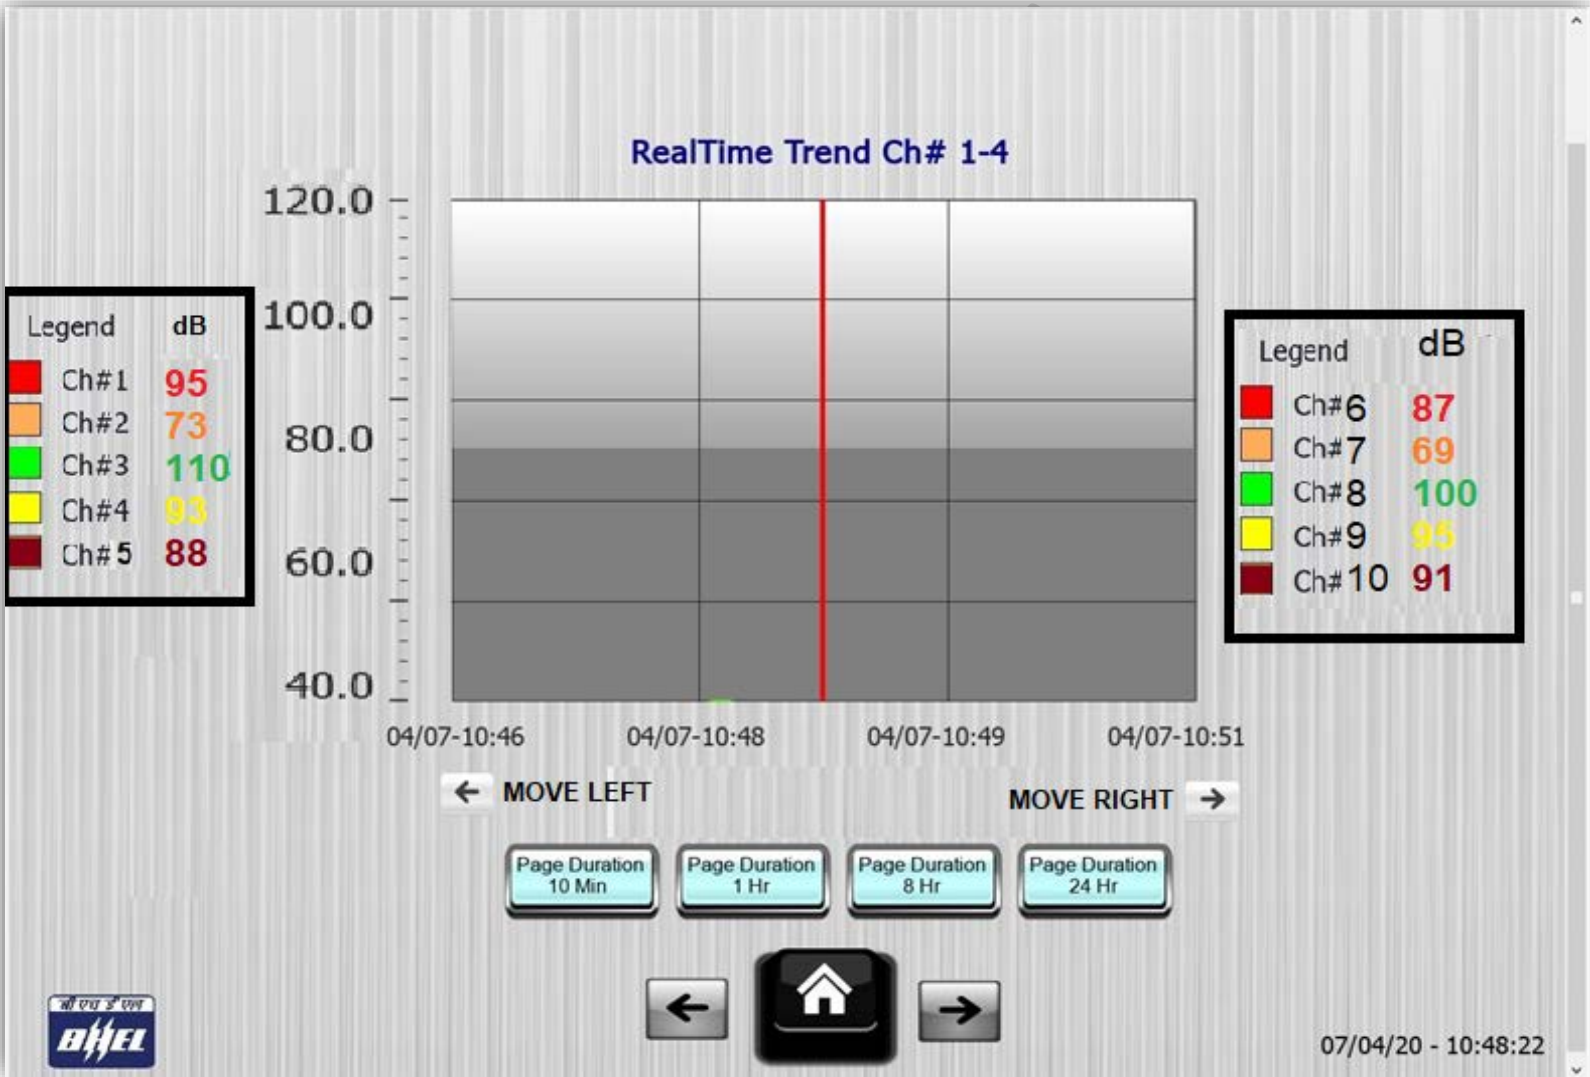 RealTime Trend Ch# 1-4
120.0
100.0
80.0
60.0
40.0
Legend dB
Ch#1 95
Ch#2 73
Ch#3 110
Ch#4 93
Ch#5 88
Legend dB
Ch#6 87
Ch#7 69
Ch#8 100
Ch#9 95
Ch#10 91
04/07-10:46 04/07-10:48 04/07-10:49 04/07-10:51
MOVE LEFT
MOVE RIGHT
Page Duration
10 Min
Page Duration
1 Hr
Page Duration
8 Hr
Page Duration
24 Hr
बी एच ई एल
BHEL
07/04/20 - 10:48:22